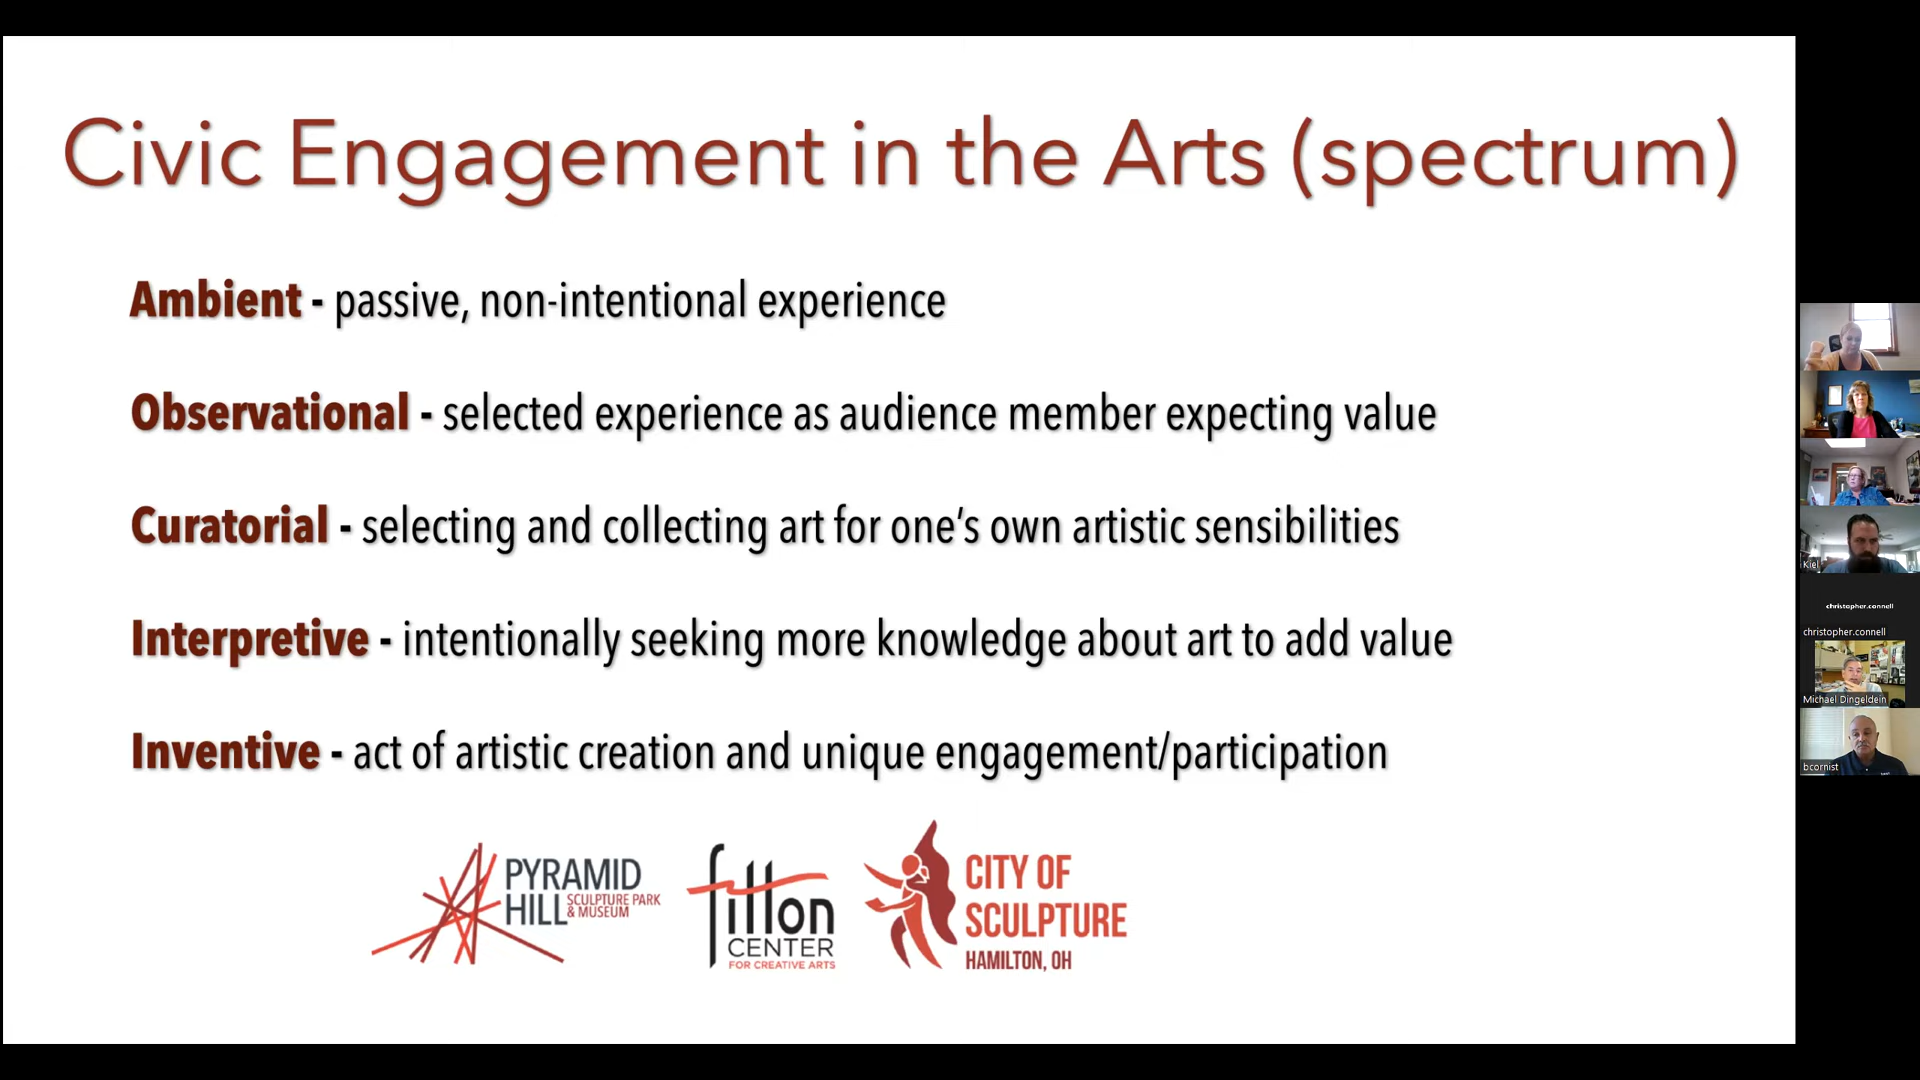 Civic Engagement in the Arts (spectrum)
Ambient - passive, non-intentional experience
Observational - selected experience as audience member expecting value
Curatorial - selecting and collecting art for one's own artistic sensibilities
Interpretive - intentionally seeking more knowledge about art to add value
Inventive - act of artistic creation and unique engagement/participation
PYRAMID
HILL SCULPTURE PARK
& MUSEUM
fitton
CENTER
FOR CREATIVE ARTS
CITY OF
SCULPTURE
HAMILTON, OH
Kiel
christopher.connell
christopher.connell
Michael Dingeldein
bcornist